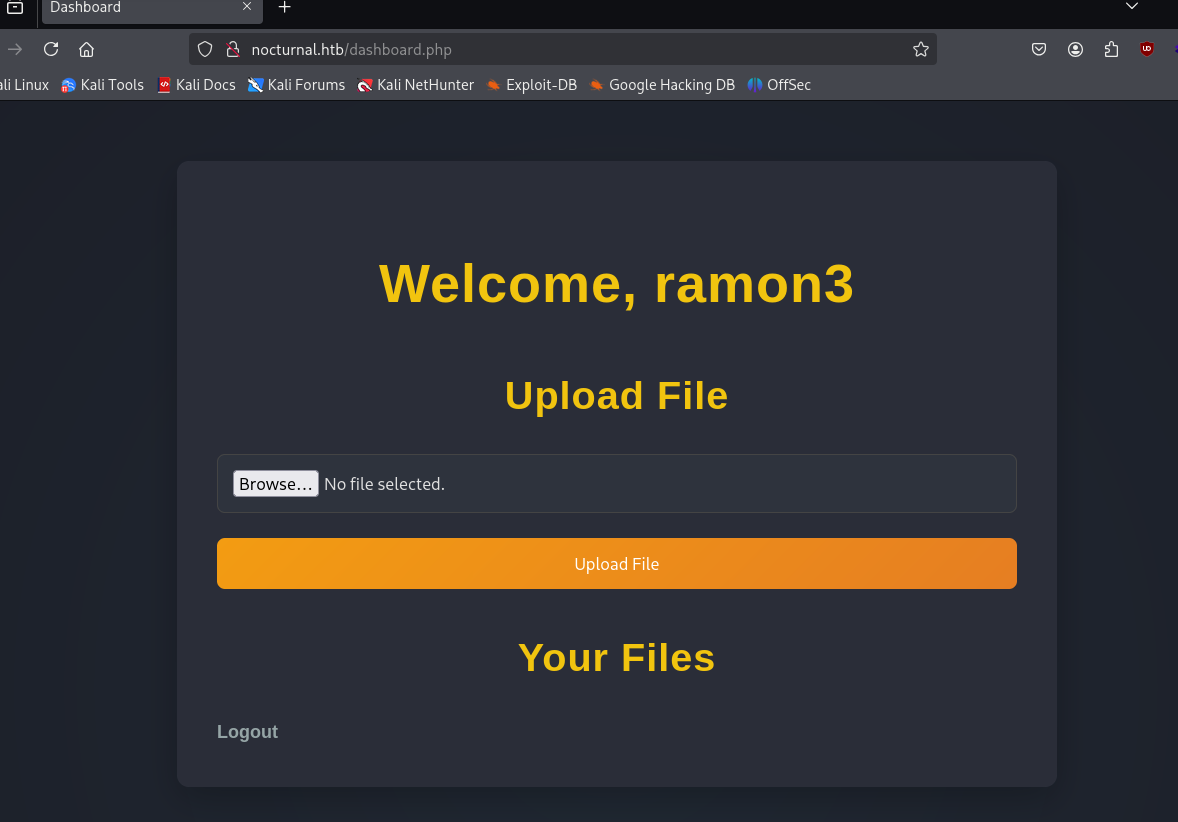 Dashboard
nocturnal.htb/dashboard.php
ali Linux Kali Tools Kali Docs Kali Forums Kali NetHunter Exploit-DB Google Hacking DB OffSec
Welcome, ramon3
Upload File
Browse... No file selected.
Upload File
Your Files
Logout